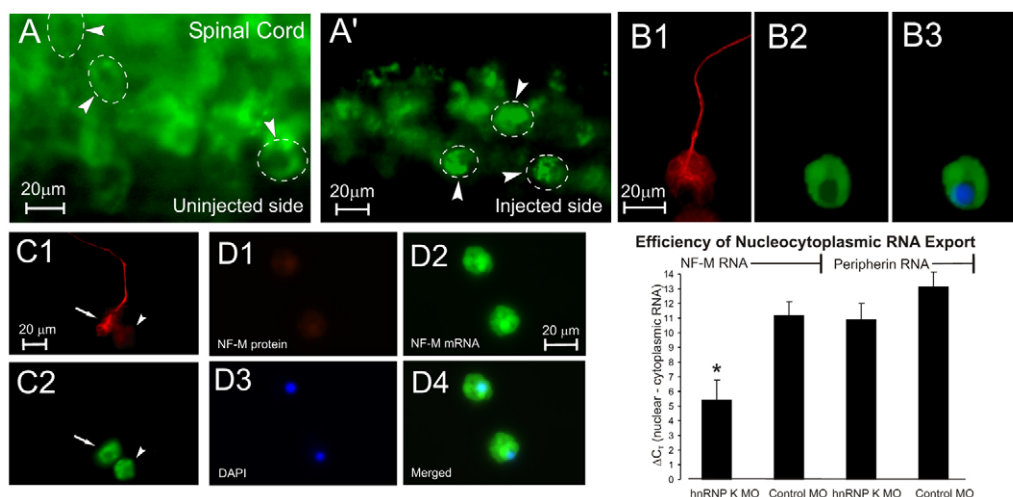 A
Spinal Cord
20μm
Uninjected side
A'
20μm
Injected side
B1
20μm
B2
B3
C1
20 μm
C2
D1
NF-M protein
D2
NF-M mRNA
20 μm
D3
DAPI
D4
Merged
Efficiency of Nucleocytoplasmic RNA Export
NF-M RNA
Peripherin RNA
ΔCT (nuclear - cytoplasmic RNA)
14
13
12
11
10
9
8
7
6
5
4
3
2
1
0
*
hnRNP K MO
Control MO
hnRNP K MO
Control MO